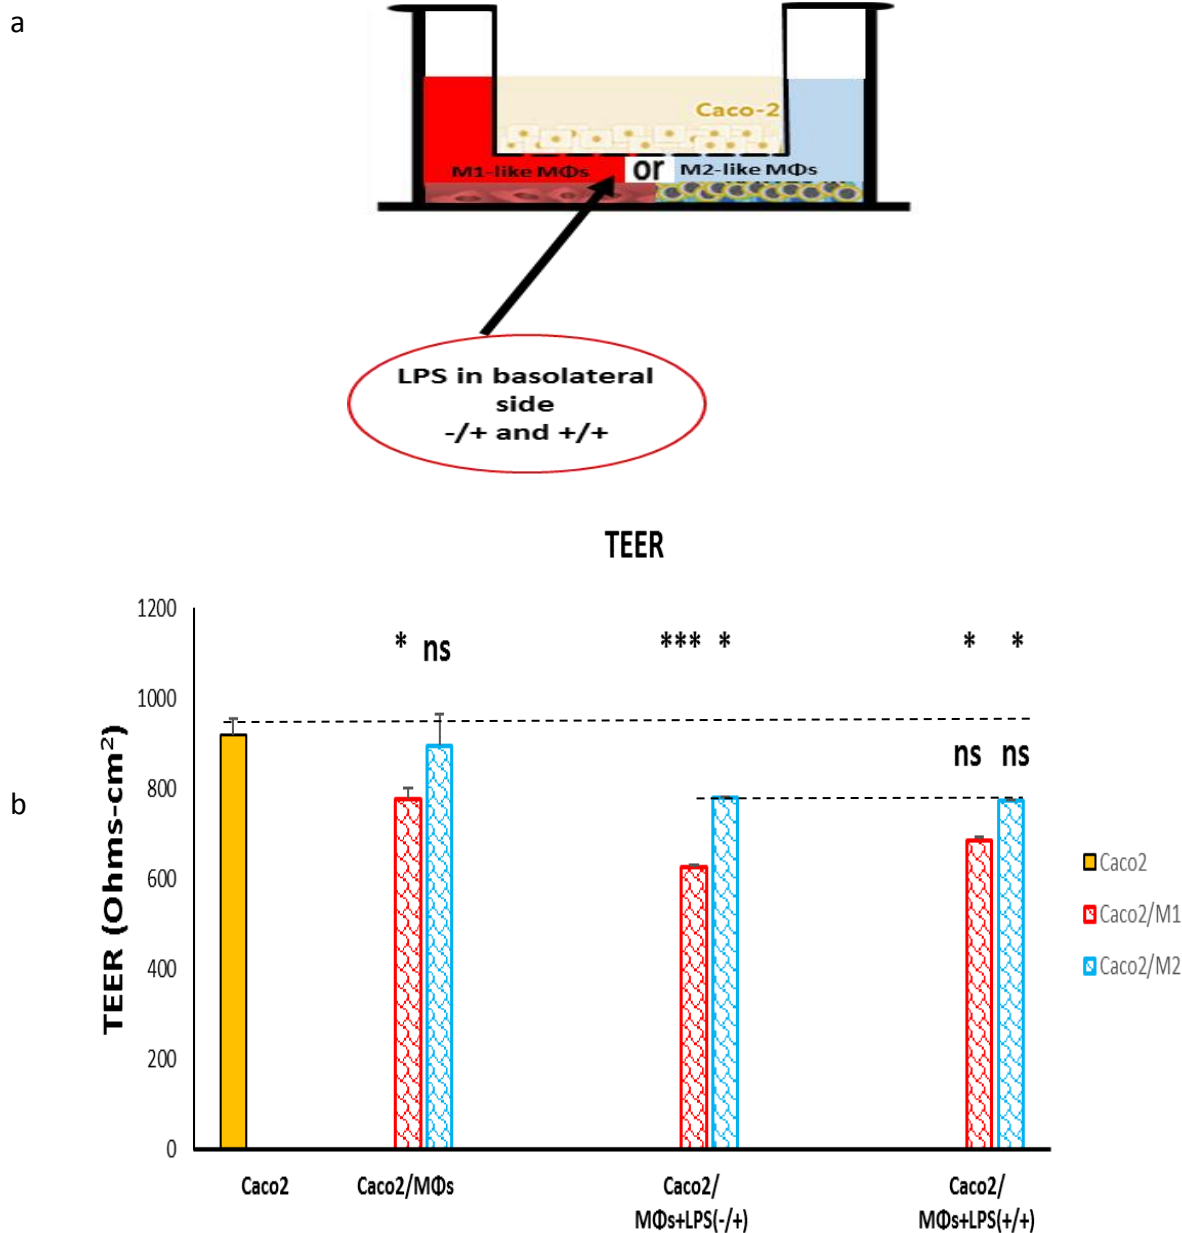 a
Caco-2
M1-like MΦs
or
M2-like MΦs
LPS in basolateral
side
-/+ and +/+
TEER
b
TEER (Ohms-cm²)
1200
1000
800
600
400
200
0
* ns
*** *
* *
ns ns
Caco2
Caco2/M1
Caco2/M2
Caco2
Caco2/MΦs
Caco2/
MΦs+LPS(-/+)
Caco2/
MΦs+LPS(+/+)